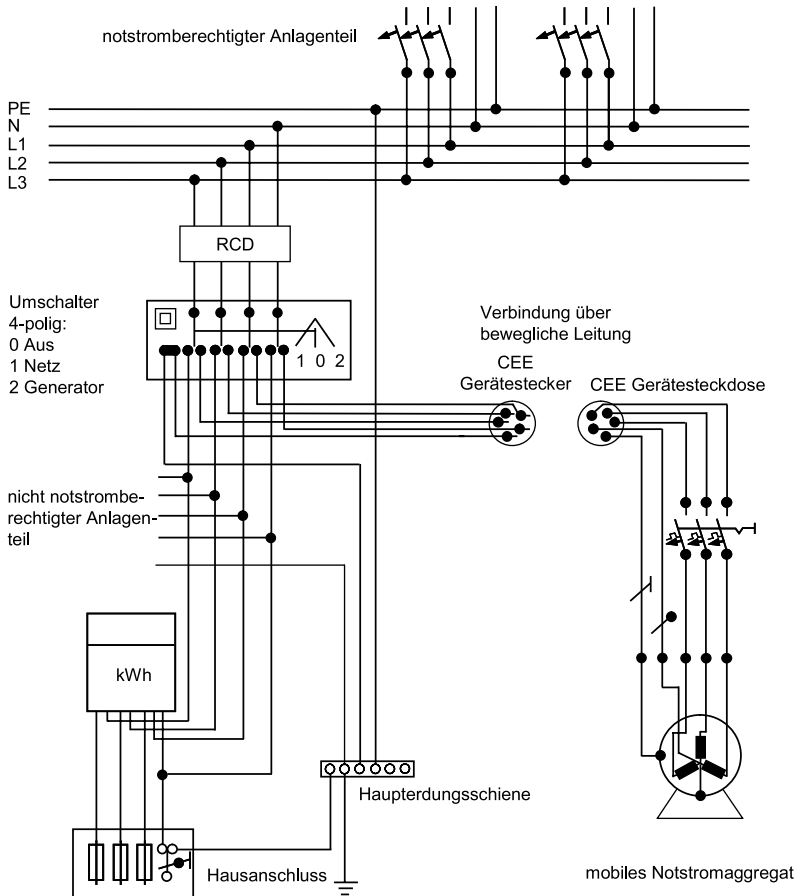 notstromberechtigter Anlagenteil
PE
N
L1
L2
L3
RCD
Umschalter
4-polig:
0 Aus
1 Netz
2 Generator
1 0 2
Verbindung über
bewegliche Leitung
CEE
Gerätestecker
CEE Gerätesteckdose
nicht notstrombe-
rechtigter Anlagen-
teil
kWh
Haupterdungsschiene
Hausanschluss
mobiles Notstromaggregat